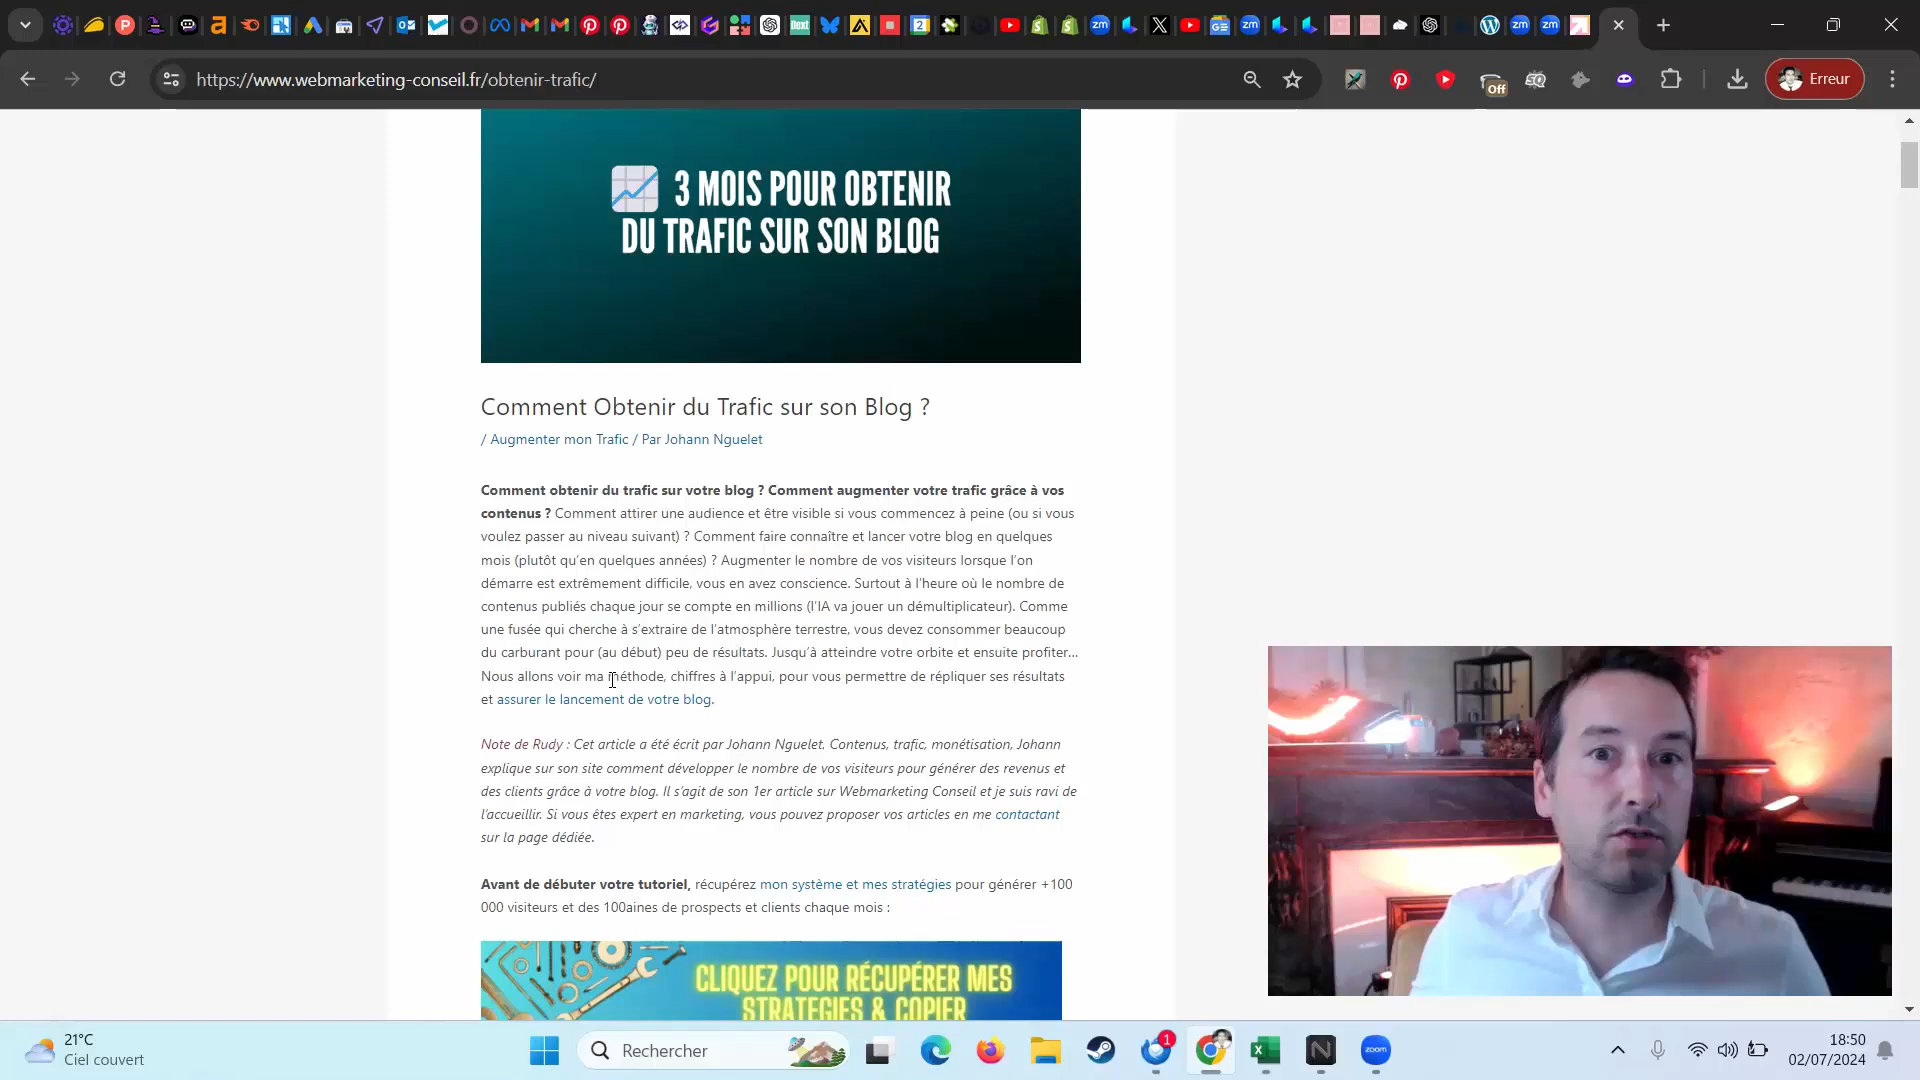 https://www.webmarketing-conseil.fr/obtenir-trafic/
Off
Erreur
3 MOIS POUR OBTENIR
DU TRAFIC SUR SON BLOG
Comment Obtenir du Trafic sur son Blog ?
/ Augmenter mon Trafic / Par Johann Nguelet
Comment obtenir du trafic sur votre blog ? Comment augmenter votre trafic grâce à vos
contenus ? Comment attirer une audience et être visible si vous commencez à peine (ou si vous
voulez passer au niveau suivant) ? Comment faire connaître et lancer votre blog en quelques
mois (plutôt qu'en quelques années) ? Augmenter le nombre de vos visiteurs lorsque l'on
démarre est extrêmement difficile, vous en avez conscience. Surtout à l'heure où le nombre de
contenus publiés chaque jour se compte en millions (l'IA va jouer un démultiplicateur). Comme
une fusée qui cherche à s'extraire de l'atmosphère terrestre, vous devez consommer beaucoup
du carburant pour (au début) peu de résultats. Jusqu'à atteindre votre orbite et ensuite profiter...
Nous allons voir ma méthode, chiffres à l'appui, pour vous permettre de répliquer ses résultats
et assurer le lancement de votre blog.
Note de Rudy : Cet article a été écrit par Johann Nguelet. Contenus, trafic, monétisation, Johann
explique sur son site comment développer le nombre de vos visiteurs pour générer des revenus et
des clients grâce à votre blog. Il s'agit de son 1er article sur Webmarketing Conseil et je suis ravi de
l'accueillir. Si vous êtes expert en marketing, vous pouvez proposer vos articles en me contactant
sur la page dédiée.
Avant de débuter votre tutoriel, récupérez mon système et mes stratégies pour générer +100
000 visiteurs et des 100aines de prospects et clients chaque mois :
CLIQUEZ POUR RÉCUPÉRER MES
STRATEGIES & COPIER
21°C
Ciel couvert
Rechercher
1
zoom
18:50
02/07/2024